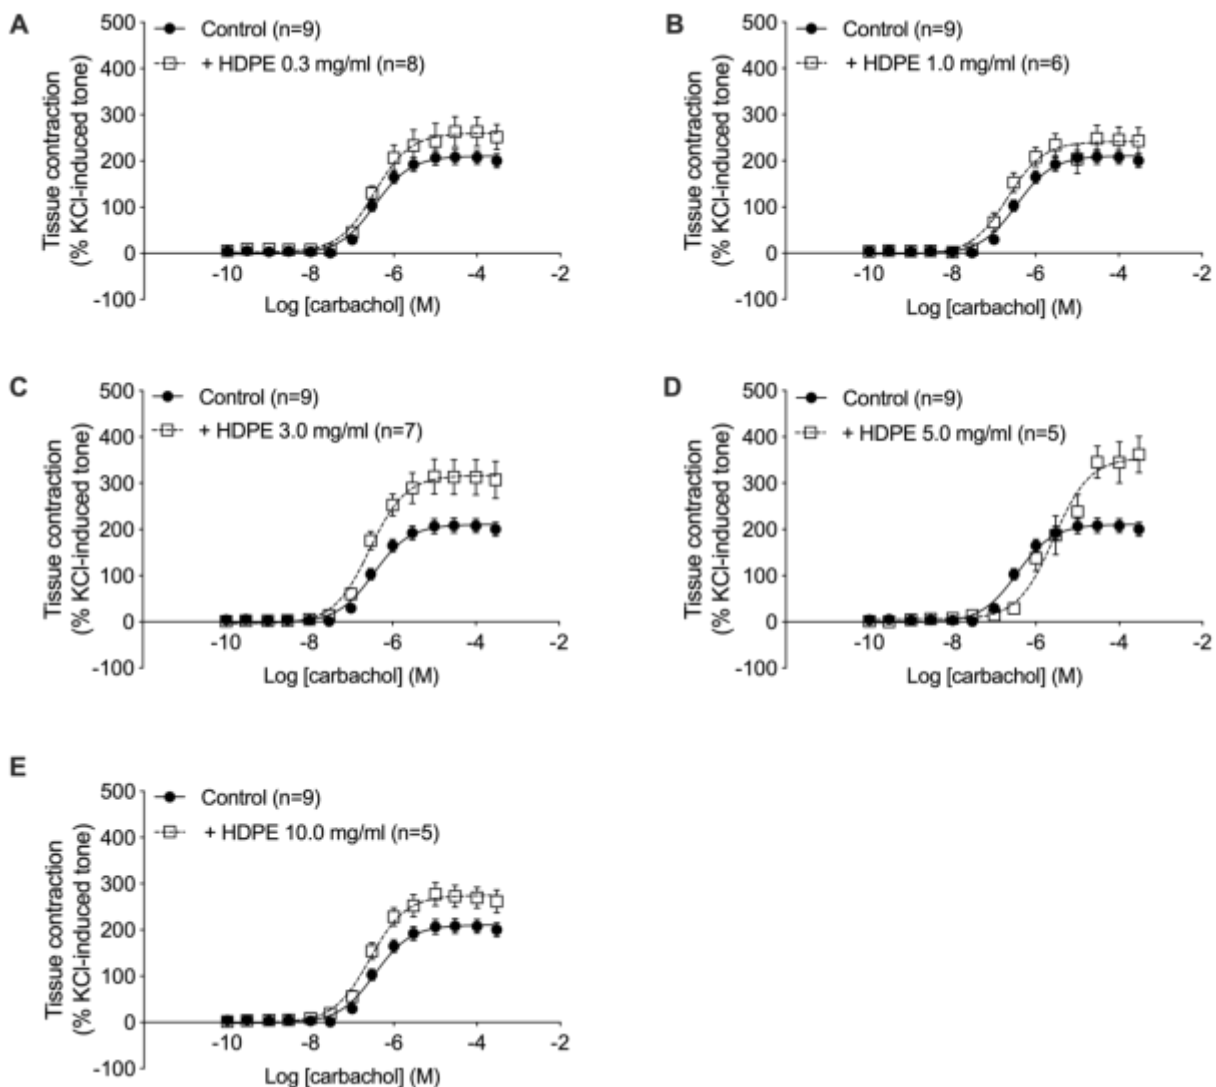 A
Control (n=9)
+ HDPE 0.3 mg/ml (n=8)
Tissue contraction
(% KCl-induced tone)
500
400
300
200
100
0
-100
-10
-8
-6
-4
-2
Log [carbachol] (M)
B
Control (n=9)
+ HDPE 1.0 mg/ml (n=6)
Tissue contraction
(% KCl-induced tone)
500
400
300
200
100
0
-100
-10
-8
-6
-4
-2
Log [carbachol] (M)
C
Control (n=9)
+ HDPE 3.0 mg/ml (n=7)
Tissue contraction
(% KCl-induced tone)
500
400
300
200
100
0
-100
-10
-8
-6
-4
-2
Log [carbachol] (M)
D
Control (n=9)
+ HDPE 5.0 mg/ml (n=5)
Tissue contraction
(% KCl-induced tone)
500
400
300
200
100
0
-100
-10
-8
-6
-4
-2
Log [carbachol] (M)
E
Control (n=9)
+ HDPE 10.0 mg/ml (n=5)
Tissue contraction
(% KCl-induced tone)
500
400
300
200
100
0
-100
-10
-8
-6
-4
-2
Log [carbachol] (M)